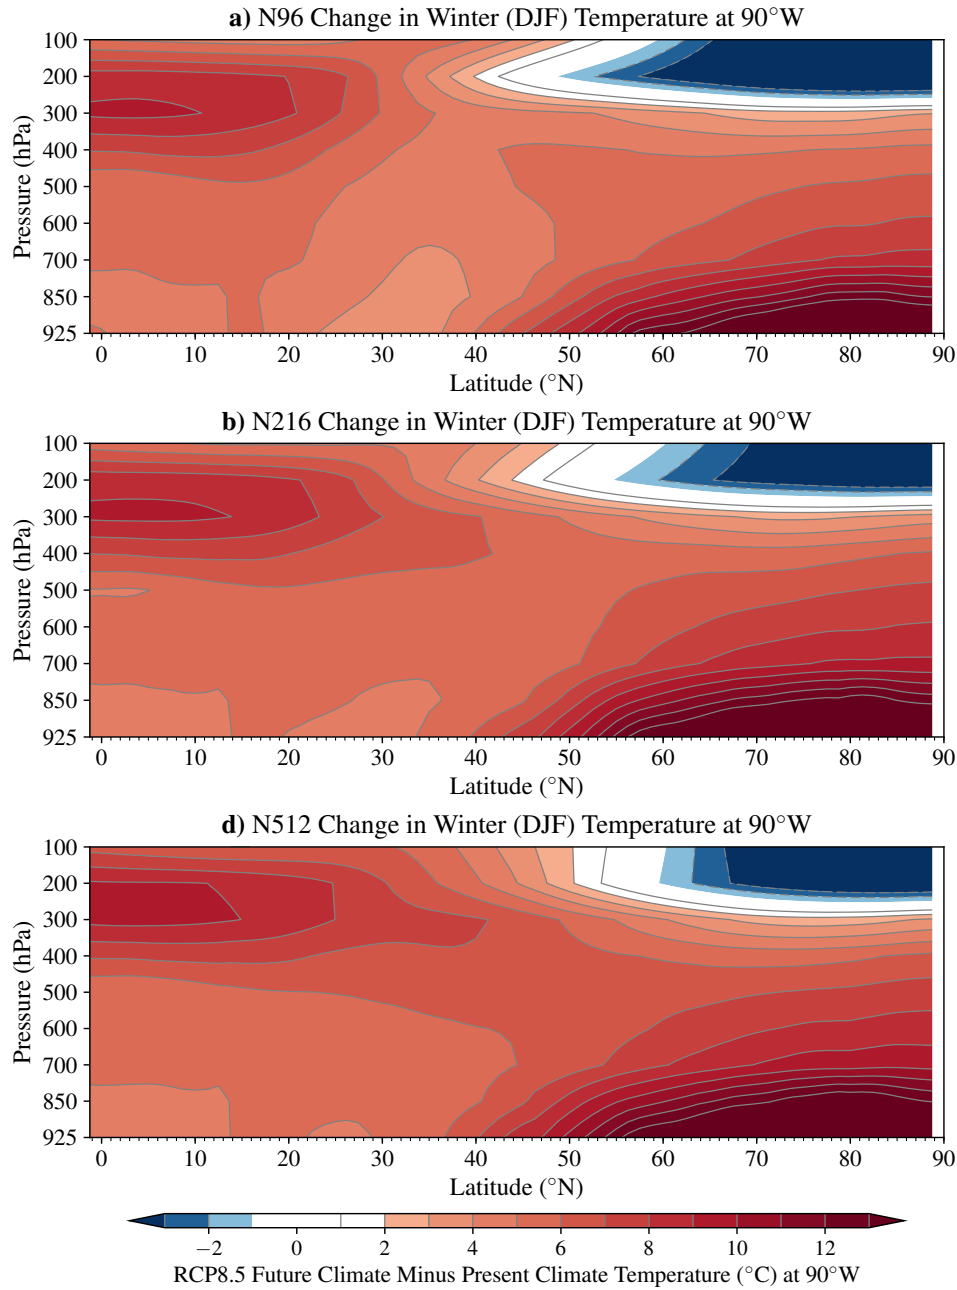 a) N96 Change in Winter (DJF) Temperature at 90°W
100
200
300
400
500
600
700
850
925
Pressure (hPa)
0 10 20 30 40 50 60 70 80 90
Latitude (°N)
b) N216 Change in Winter (DJF) Temperature at 90°W
100
200
300
400
500
600
700
850
925
Pressure (hPa)
0 10 20 30 40 50 60 70 80 90
Latitude (°N)
d) N512 Change in Winter (DJF) Temperature at 90°W
100
200
300
400
500
600
700
850
925
Pressure (hPa)
0 10 20 30 40 50 60 70 80 90
Latitude (°N)
−2 0 2 4 6 8 10 12
RCP8.5 Future Climate Minus Present Climate Temperature (°C) at 90°W